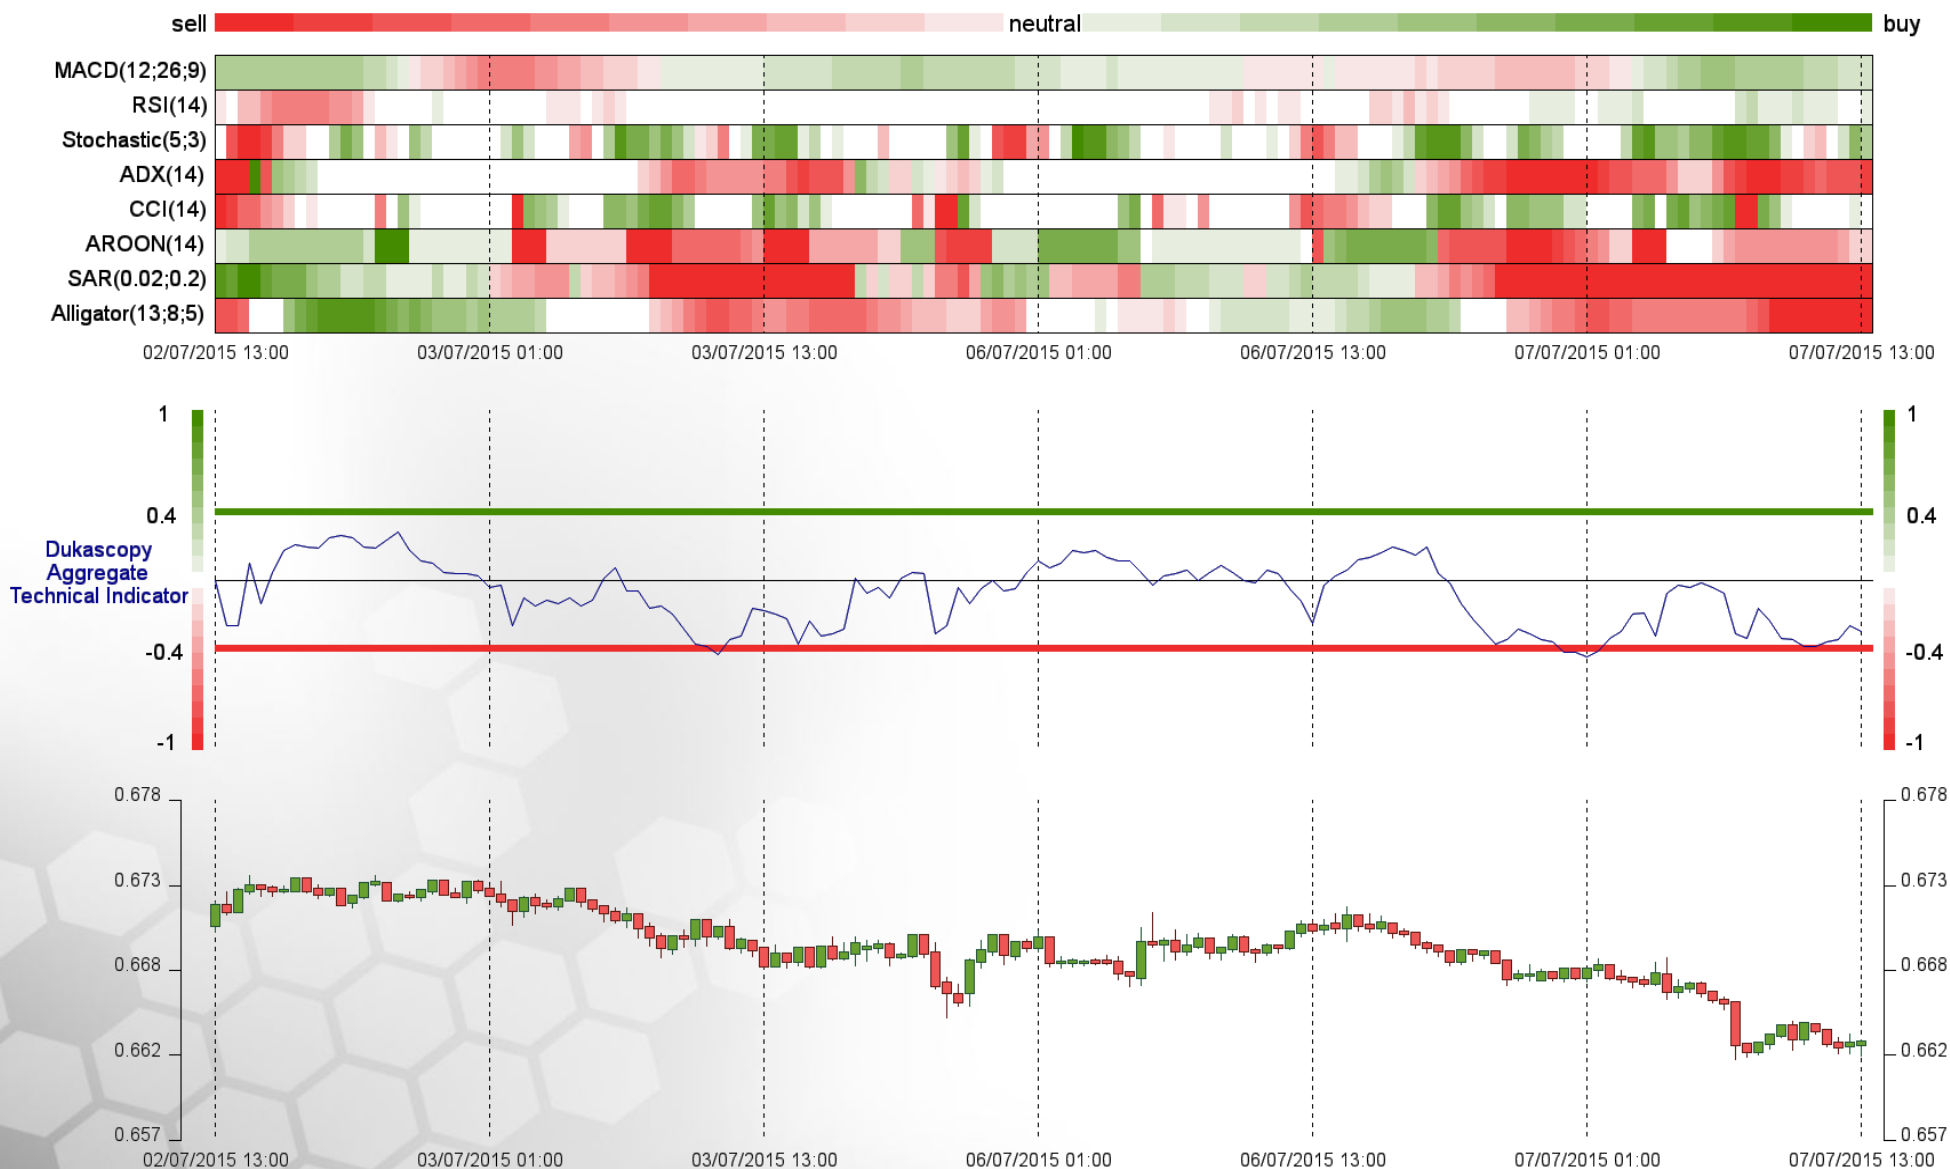 sell neutral buy
MACD(12;26;9)
RSI(14)
Stochastic(5;3)
ADX(14)
CCI(14)
AROON(14)
SAR(0.02;0.2)
Alligator(13;8;5)
02/07/2015 13:00 03/07/2015 01:00 03/07/2015 13:00 06/07/2015 01:00 06/07/2015 13:00 07/07/2015 01:00 07/07/2015 13:00
1 1
0.4 0.4
Dukascopy
Aggregate
Technical Indicator
-0.4 -0.4
-1 -1
0.678 0.678
0.673 0.673
0.668 0.668
0.662 0.662
0.657 0.657
02/07/2015 13:00 03/07/2015 01:00 03/07/2015 13:00 06/07/2015 01:00 06/07/2015 13:00 07/07/2015 01:00 07/07/2015 13:00